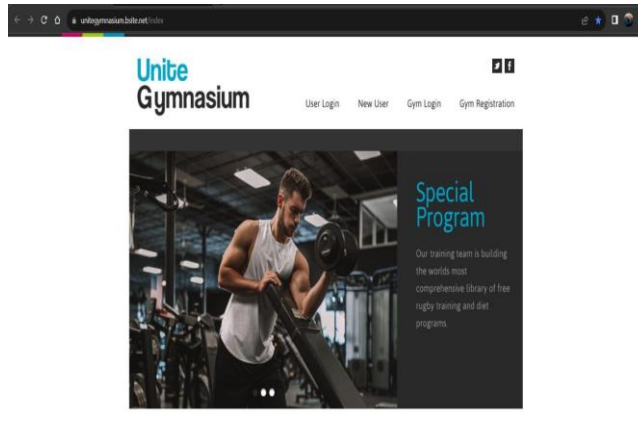 unitegymnasium.bsite.net/index
Unite
Gymnasium
User Login New User Gym Login Gym Registration
Special
Program
Our training team is building
the worlds most
comprehensive library of free
rugby training and diet
programs.